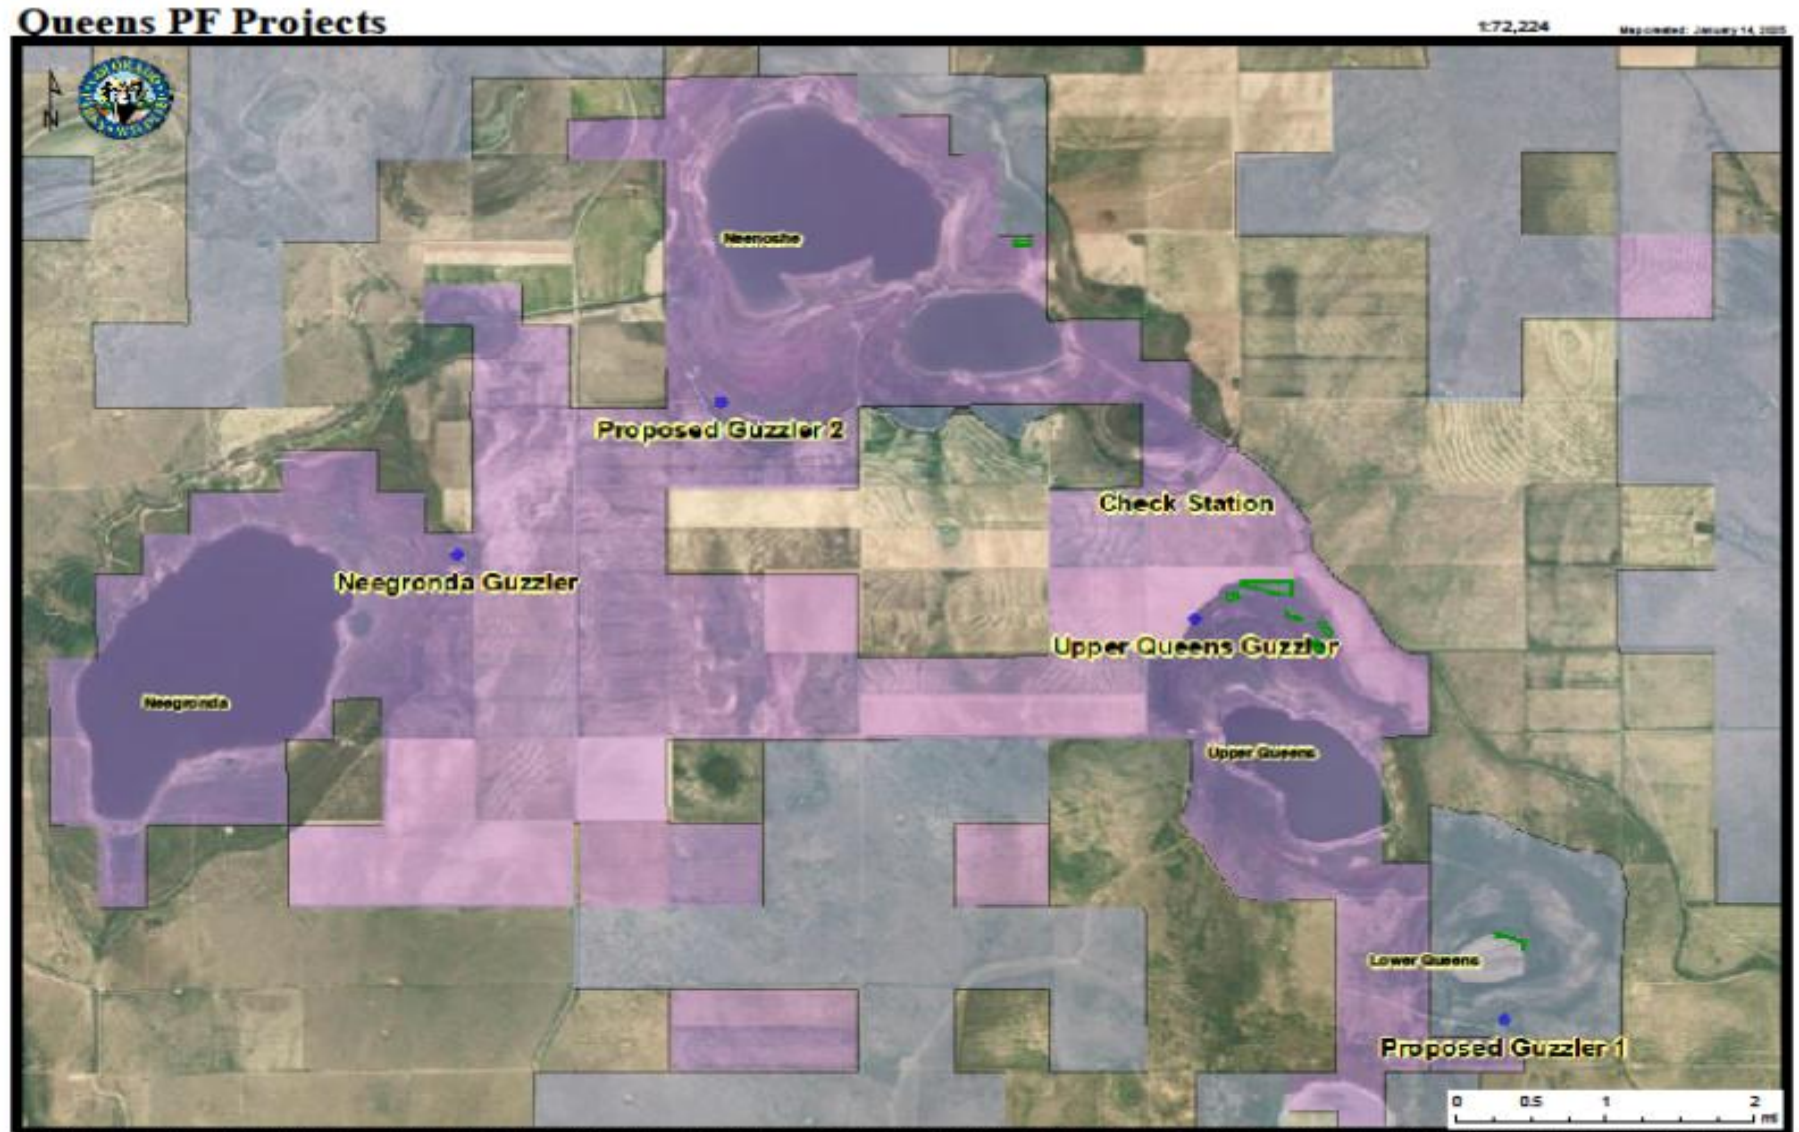 Queens PF Projects
1:72,224
Map created: January 14, 2025
N
COLORADO
Neenoshe
Proposed Guzzler 2
Check Station
Neegronda Guzzler
Upper Queens Guzzler
Neegronda
Upper Queens
Lower Queens
Proposed Guzzler 1
0 0.5 1 2
mi